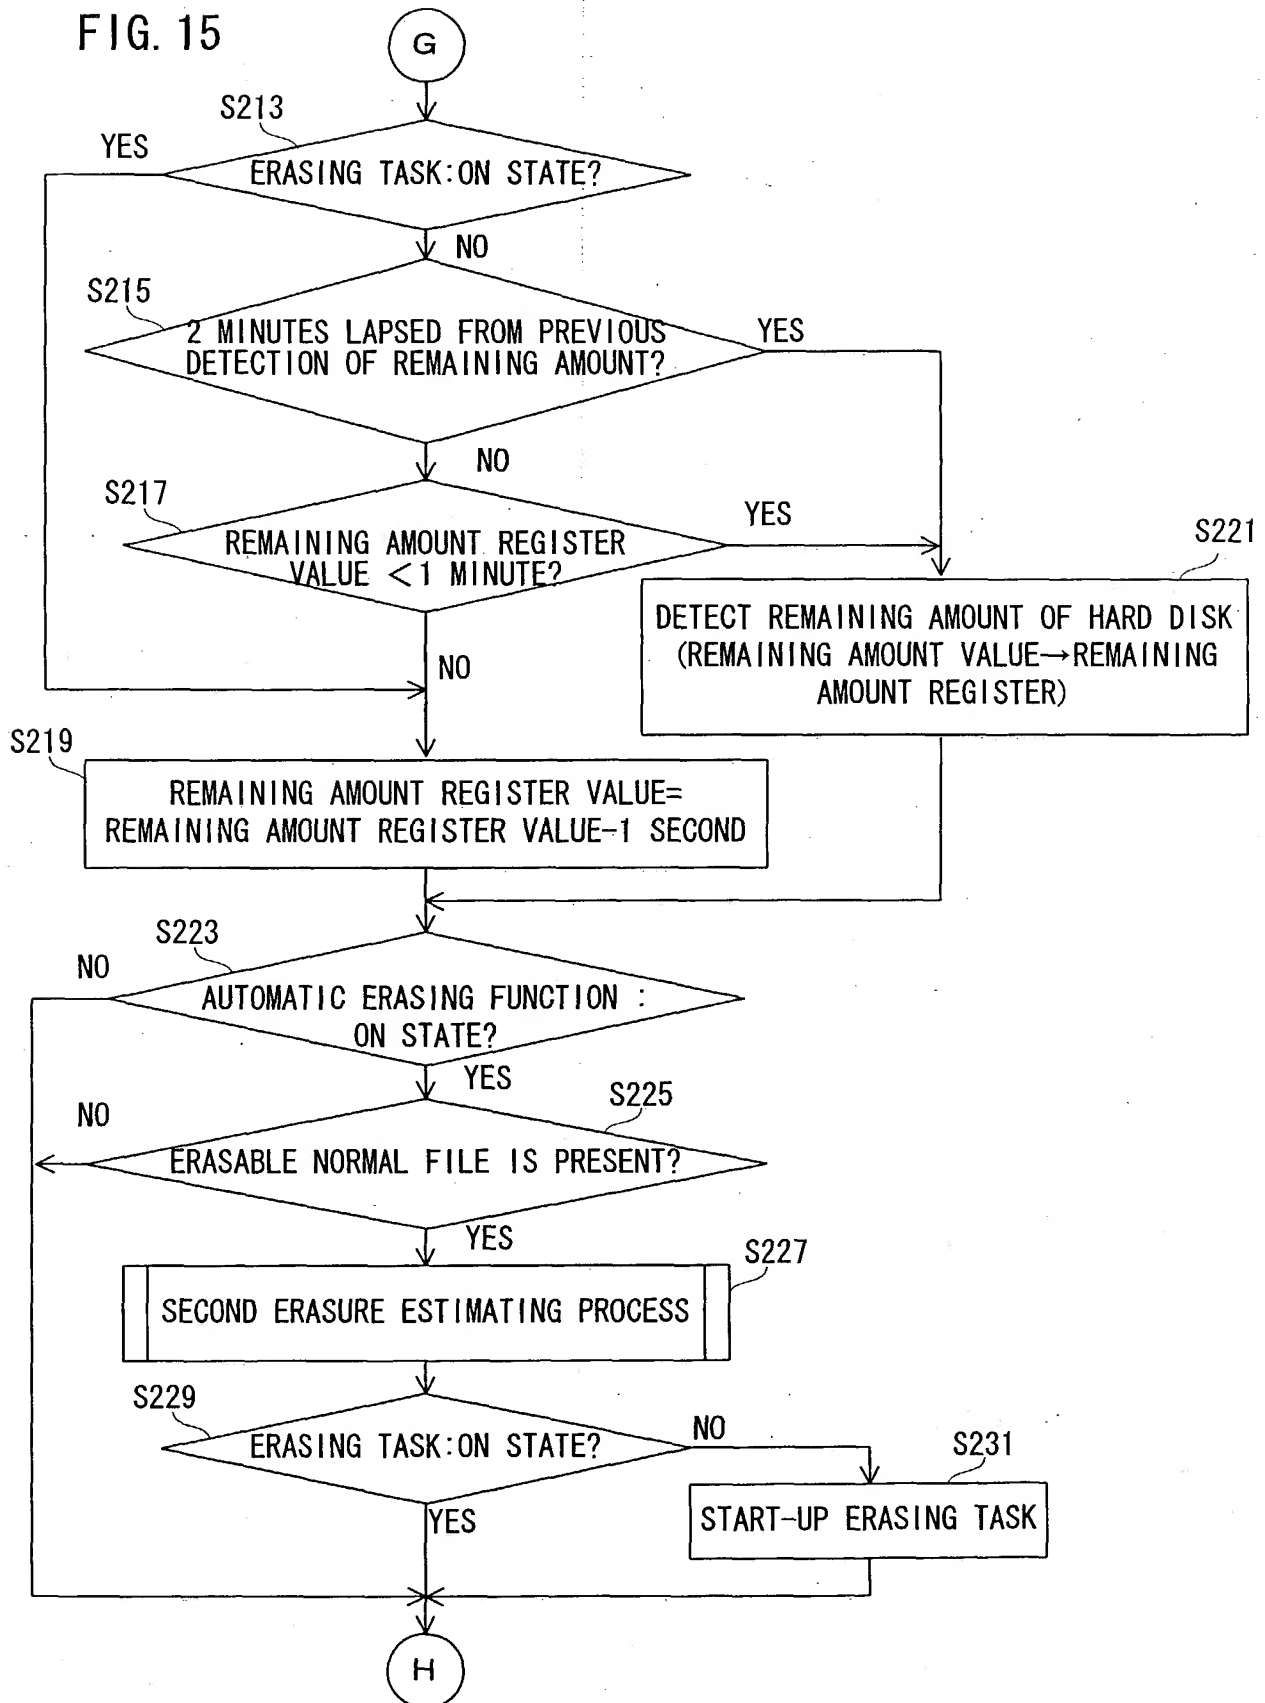 FIG. 15
G
S213
YES
ERASING TASK:ON STATE?
NO
S215
2 MINUTES LAPSED FROM PREVIOUS
DETECTION OF REMAINING AMOUNT?
YES
NO
S217
REMAINING AMOUNT REGISTER
VALUE <1 MINUTE?
YES
NO
S221
DETECT REMAINING AMOUNT OF HARD DISK
(REMAINING AMOUNT VALUE→REMAINING
AMOUNT REGISTER)
S219
REMAINING AMOUNT REGISTER VALUE=
REMAINING AMOUNT REGISTER VALUE-1 SECOND
S223
NO
AUTOMATIC ERASING FUNCTION :
ON STATE?
YES
S225
NO
ERASABLE NORMAL FILE IS PRESENT?
YES
S227
SECOND ERASURE ESTIMATING PROCESS
S229
ERASING TASK:ON STATE?
NO
YES
S231
START-UP ERASING TASK
H